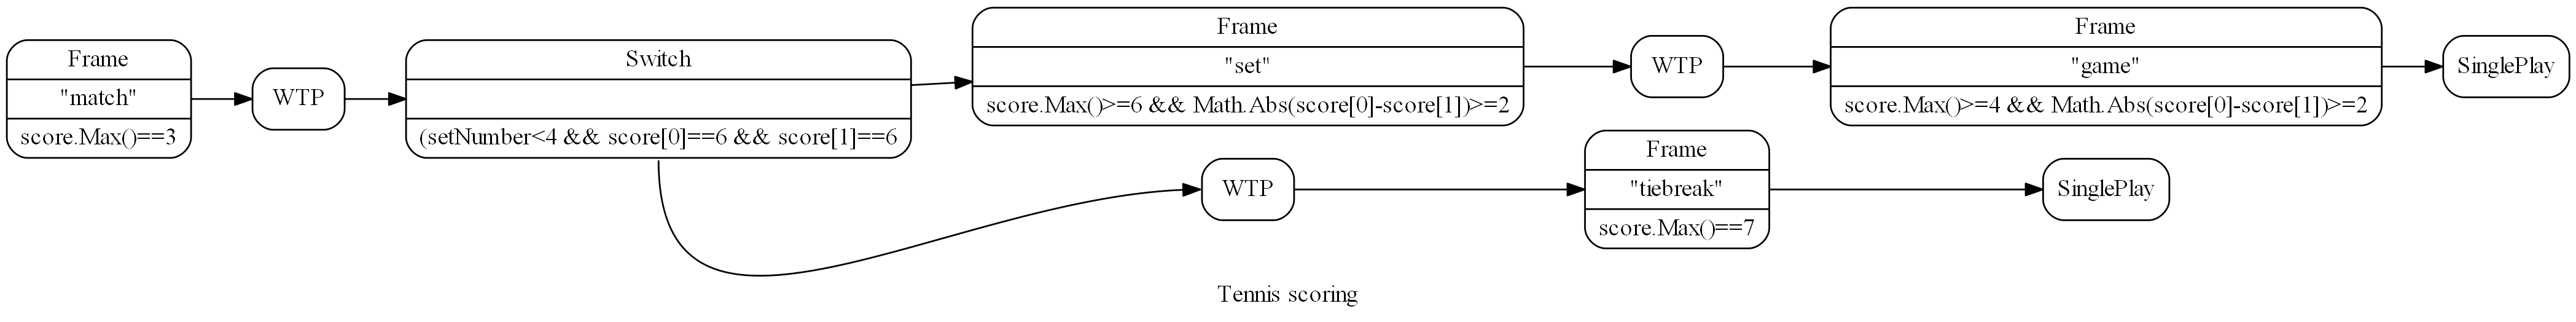 Frame
"match"
score.Max()==3
WTP
Switch
(setNumber<4 && score[0]==6 && score[1]==6
Frame
"set"
score.Max()>=6 && Math.Abs(score[0]-score[1])>=2
WTP
Frame
"game"
score.Max()>=4 && Math.Abs(score[0]-score[1])>=2
SinglePlay
WTP
Frame
"tiebreak"
score.Max()==7
SinglePlay
Tennis scoring